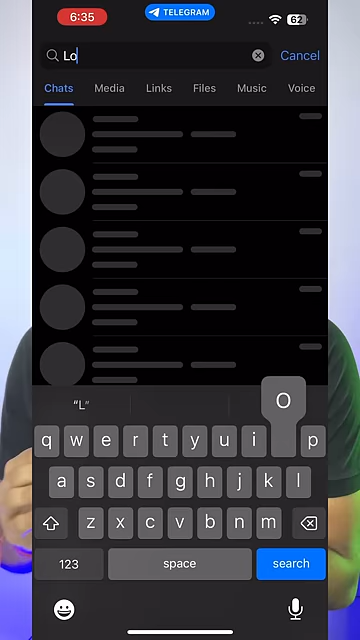 6:35
TELEGRAM
62
Lo
Cancel
Chats Media Links Files Music Voice
"L"
O
q w e r t y u i p
a s d f g h j k l
z x c v b n m
123 space search